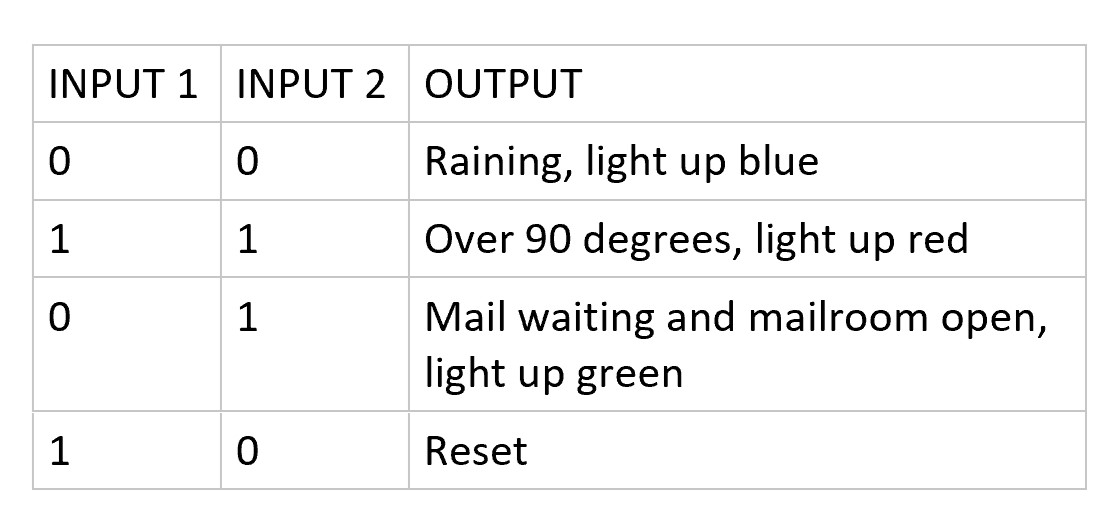 INPUT 1 INPUT 2 OUTPUT
0 0 Raining, light up blue
1 1 Over 90 degrees, light up red
0 1 Mail waiting and mailroom open,
light up green
1 0 Reset